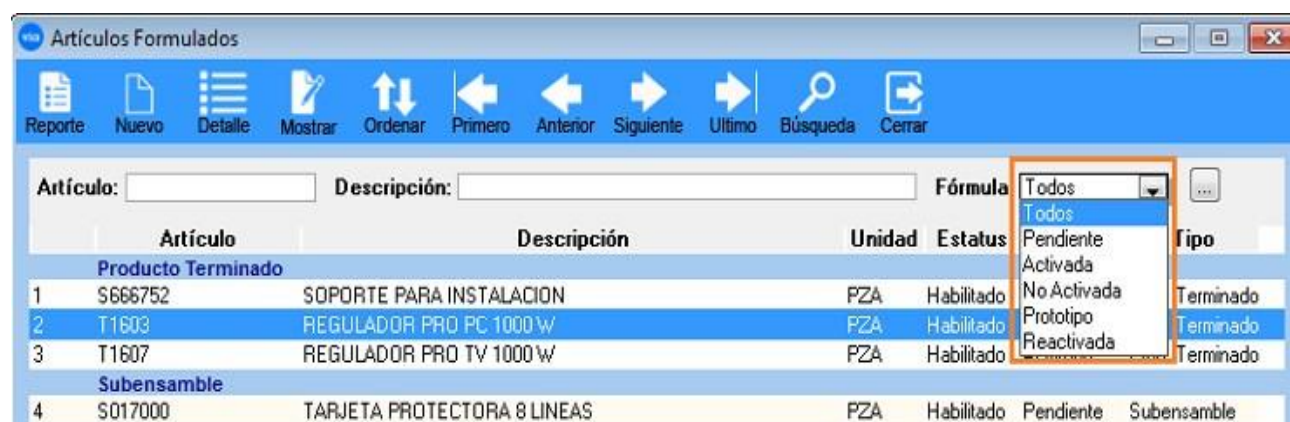 vio Artículos Formulados
Reporte Nuevo Detalle Mostrar Ordenar Primero Anterior Siguiente Ultimo Búsqueda Cerrar
Artículo: Descripción: Fórmula Todos ...
Todos
Artículo Descripción Unidad Estatus Pendiente Tipo
Producto Terminado Activada
1 S666752 SOPORTE PARA INSTALACION PZA Habilitado No Activada Terminado
2 T1603 REGULADOR PRO PC 1000 W PZA Habilitado Prototipo Terminado
3 T1607 REGULADOR PRO TV 1000 W PZA Habilitado Reactivada Terminado
Subensamble
4 S017000 TARJETA PROTECTORA 8 LINEAS PZA Habilitado Pendiente Subensamble